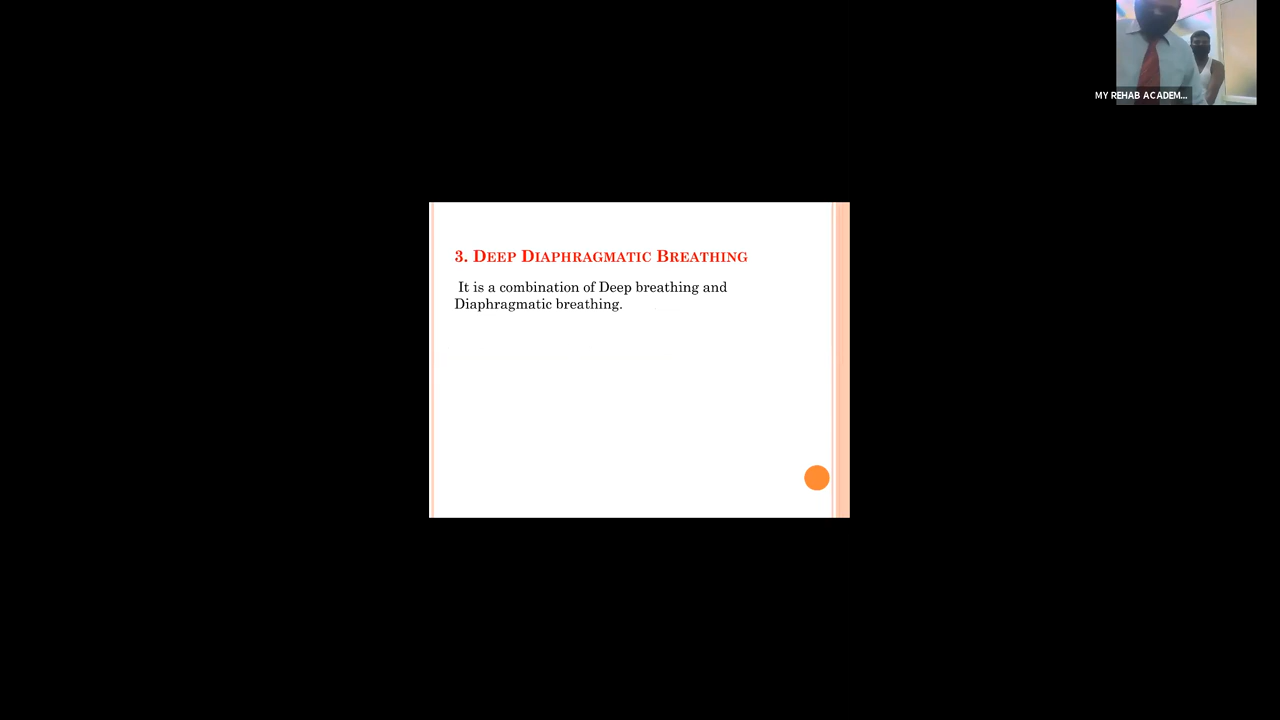 MY REHAB ACADEM...
3. DEEP DIAPHRAGMATIC BREATHING
It is a combination of Deep breathing and
Diaphragmatic breathing.